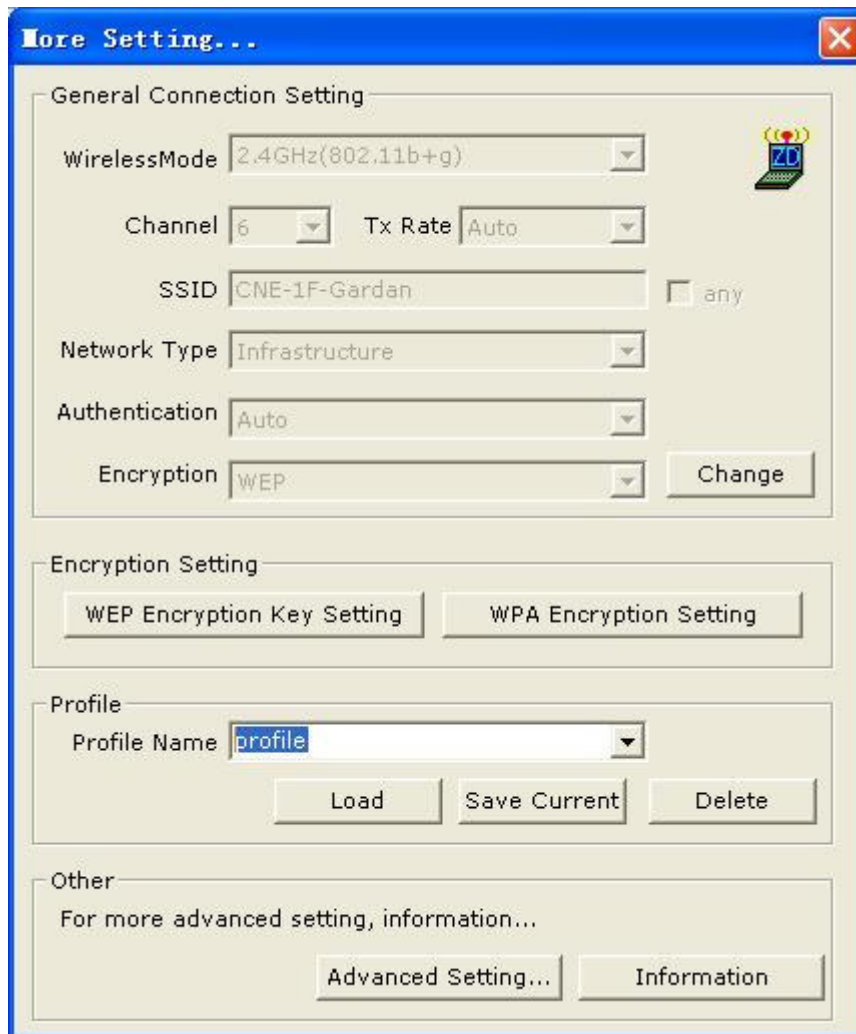 More Setting...
General Connection Setting
WirelessMode 2.4GHz(802.11b+g)
ZD
Channel 6 Tx Rate Auto
SSID CNE-1F-Gardan any
Network Type Infrastructure
Authentication Auto
Encryption WEP Change
Encryption Setting
WEP Encryption Key Setting WPA Encryption Setting
Profile
Profile Name profile
Load Save Current Delete
Other
For more advanced setting, information...
Advanced Setting... Information